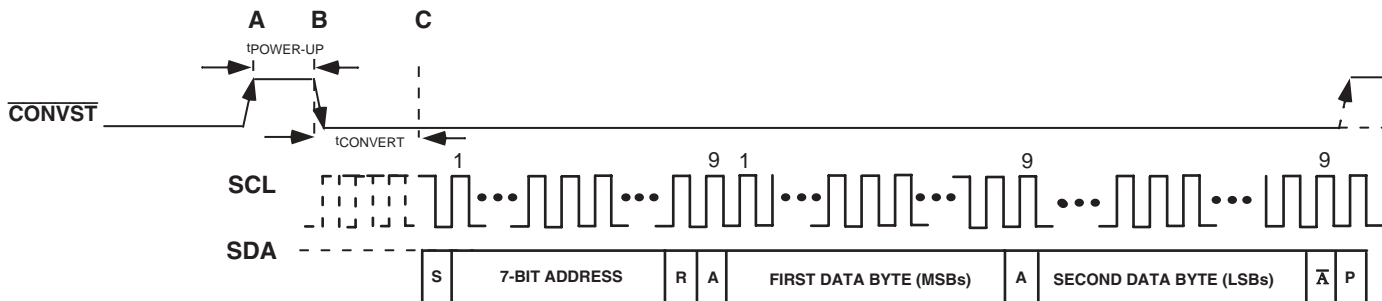 A B C
tPOWER-UP
CONVST
tCONVERT
1 9 1 9 9
SCL
SDA
S 7-BIT ADDRESS R A FIRST DATA BYTE (MSBs) A SECOND DATA BYTE (LSBs) A P